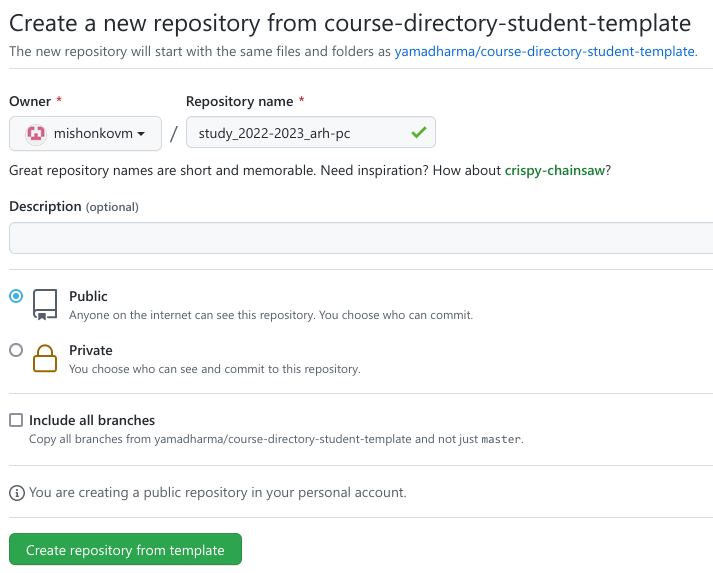 Create a new repository from course-directory-student-template
The new repository will start with the same files and folders as yamadharma/course-directory-student-template.
Owner * Repository name *
mishonkovm / study_2022-2023_arh-pc
Great repository names are short and memorable. Need inspiration? How about crispy-chainsaw?
Description (optional)
Public
Anyone on the internet can see this repository. You choose who can commit.
Private
You choose who can see and commit to this repository.
Include all branches
Copy all branches from yamadharma/course-directory-student-template and not just master.
You are creating a public repository in your personal account.
Create repository from template